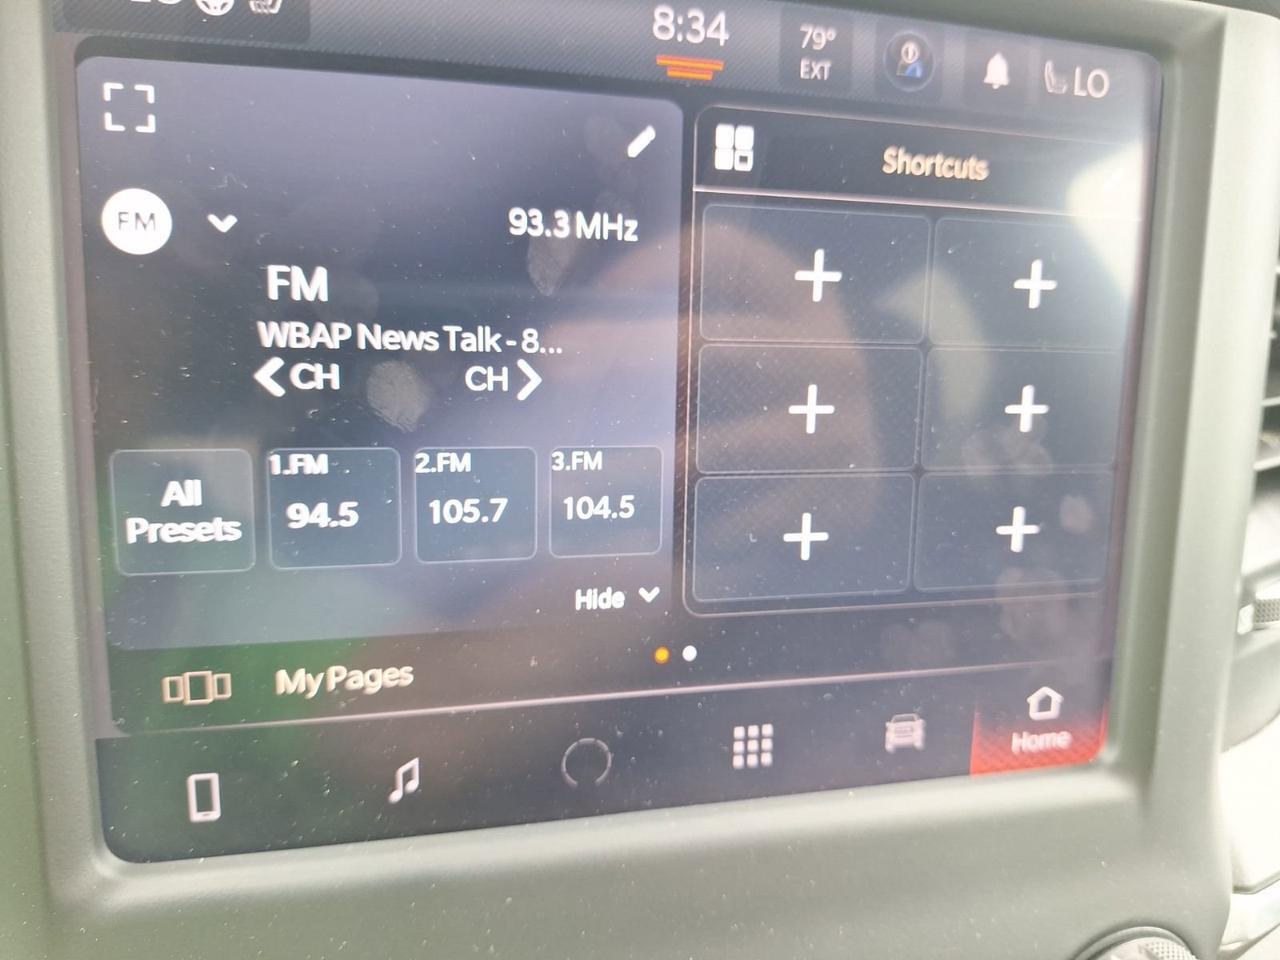 LO
8:34
79°
EXT
LO
FM
93.3 MHz
FM
WBAP News Talk - 8...
CH
CH
All
Presets
1.FM
94.5
2.FM
105.7
3.FM
104.5
Hide
Shortcuts
My Pages
Home